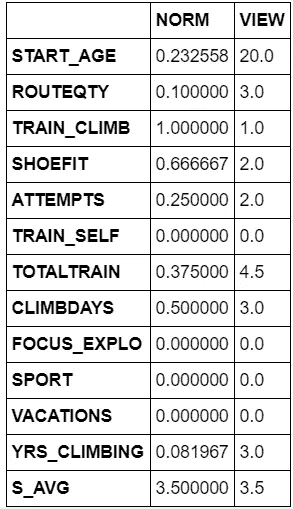 NORM VIEW
START_AGE 0.232558 20.0
ROUTEQTY 0.100000 3.0
TRAIN_CLIMB 1.000000 1.0
SHOEFIT 0.666667 2.0
ATTEMPTS 0.250000 2.0
TRAIN_SELF 0.000000 0.0
TOTALTRAIN 0.375000 4.5
CLIMBDAYS 0.500000 3.0
FOCUS_EXPLO 0.000000 0.0
SPORT 0.000000 0.0
VACATIONS 0.000000 0.0
YRS_CLIMBING 0.081967 3.0
S_AVG 3.500000 3.5